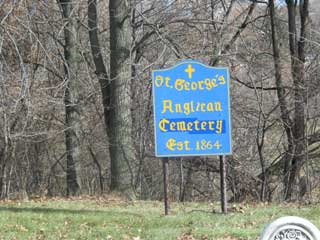 St. George's
Anglican
Cemetery
Est. 1864